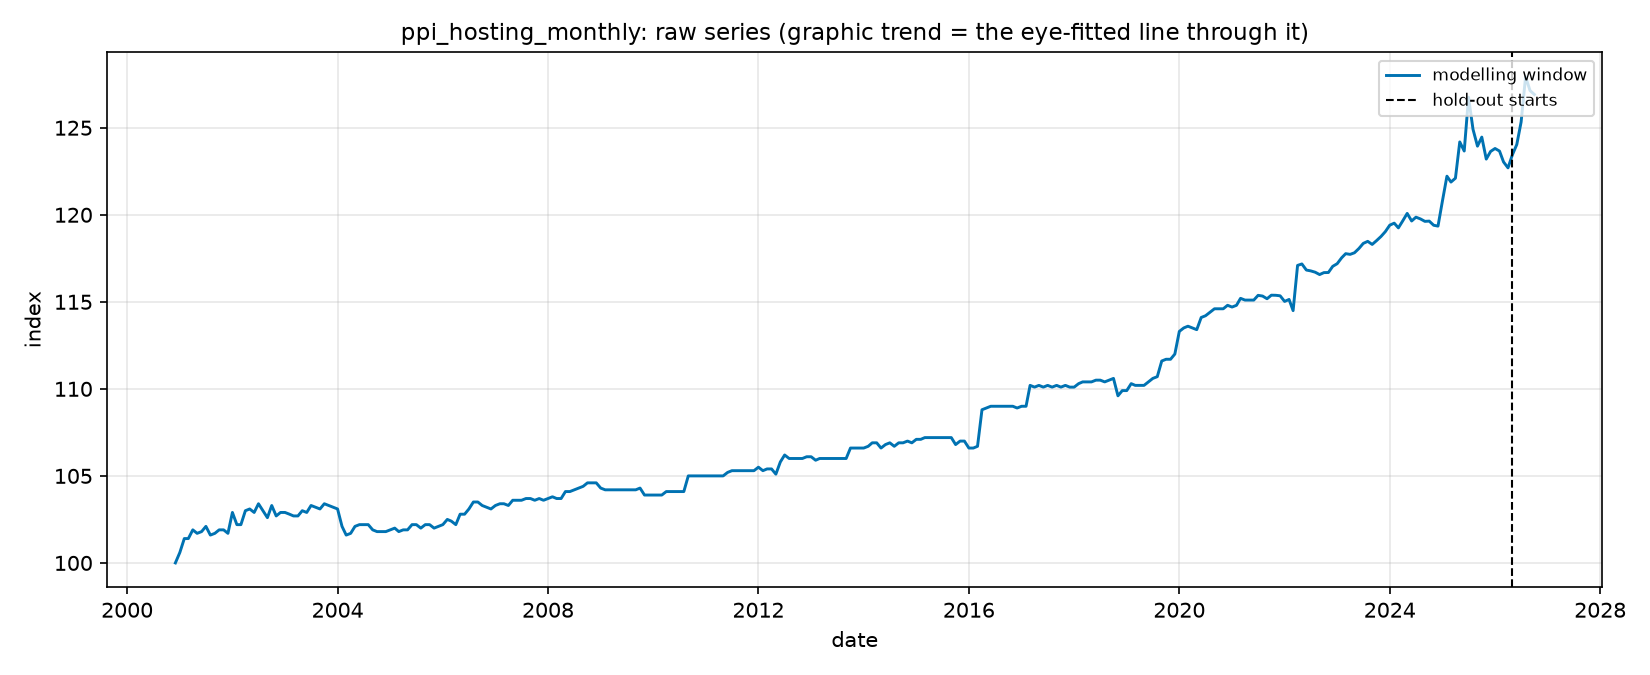 ppi_hosting_monthly: raw series (graphic trend = the eye-fitted line through it)
modelling window
hold-out starts
125
120
115
110
105
100
index
2000 2004 2008 2012 2016 2020 2024 2028
date